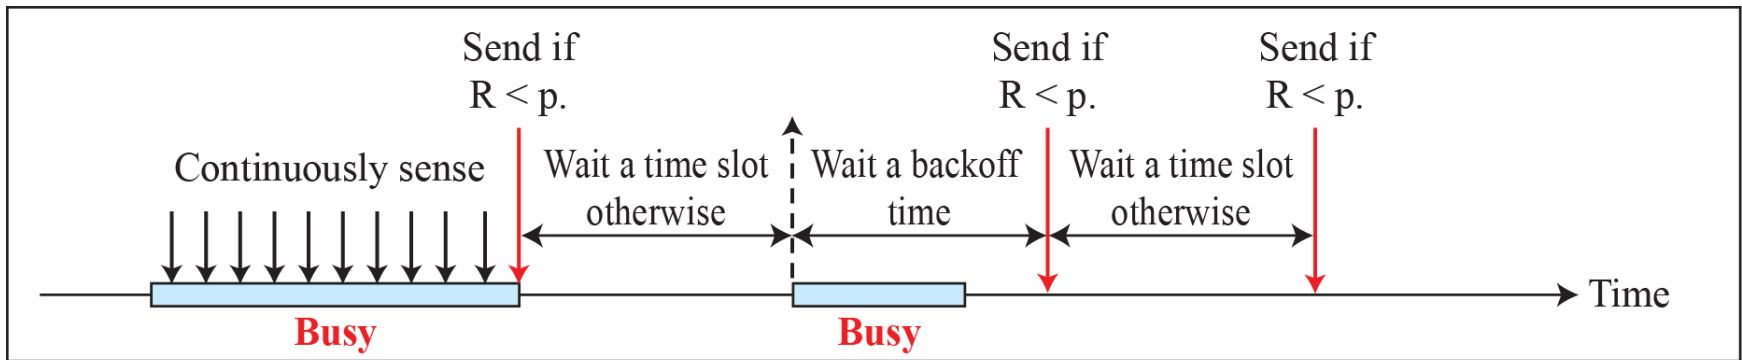 Send if
R < p.
Send if
R < p.
Send if
R < p.
Continuously sense
Wait a time slot
otherwise
Wait a backoff
time
Wait a time slot
otherwise
Time
Busy
Busy